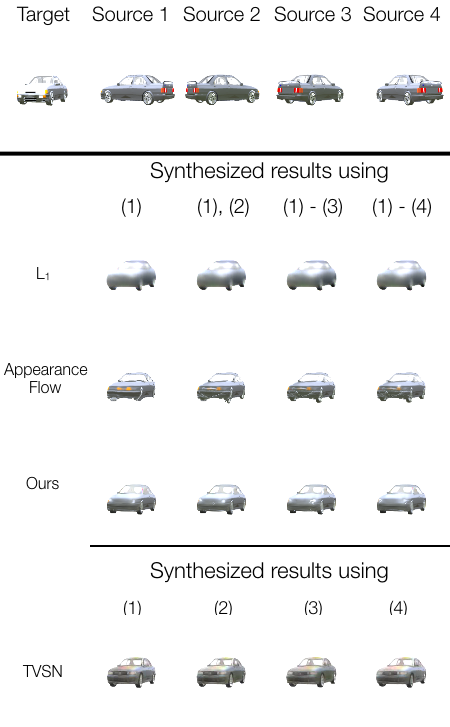 Target Source 1 Source 2 Source 3 Source 4
Synthesized results using
(1) (1), (2) (1) - (3) (1) - (4)
L₁
Appearance
Flow
Ours
Synthesized results using
(1) (2) (3) (4)
TVSN